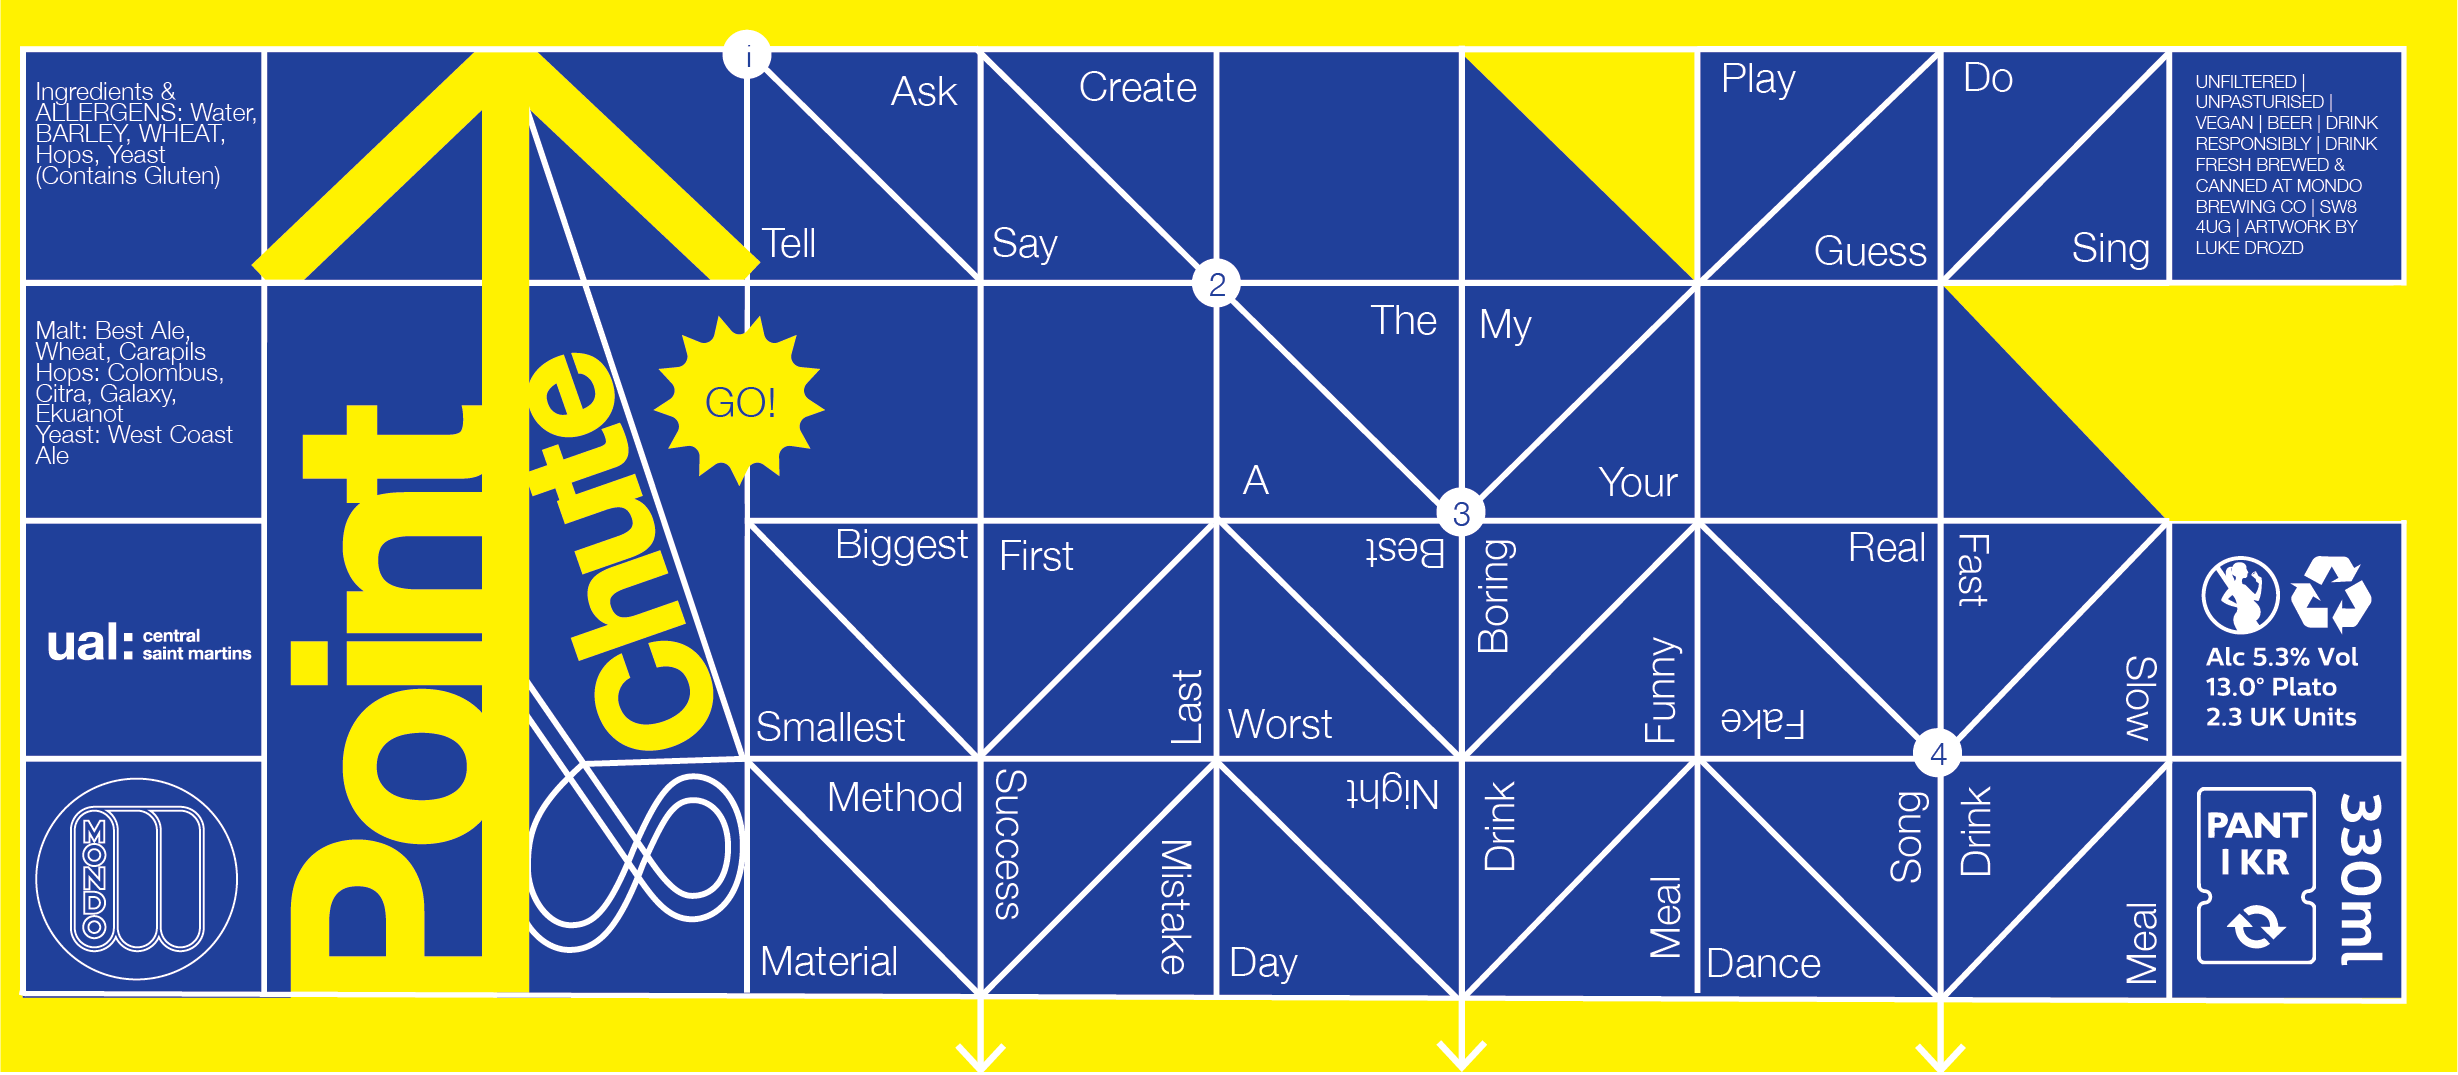 Ingredients &
ALLERGENS: Water,
BARLEY, WHEAT,
Hops, Yeast
(Contains Gluten)
Malt: Best Ale,
Wheat, Carapils
Hops: Colombus,
Citra, Galaxy,
Ekuanot
Yeast: West Coast
Ale
ual: central
saint martins
MONDO
Point
Chute
GO!
i
Ask
Tell
Create
Say
2
Play
Guess
Do
Sing
The
A
My
Your
3
Biggest
Smallest
First
Last
Best
Worst
Boring
Funny
Real
Fake
Fast
Slow
4
Method
Material
Success
Mistake
Night
Day
Drink
Meal
Song
Dance
Drink
Meal
UNFILTERED |
UNPASTURISED |
VEGAN | BEER | DRINK
RESPONSIBLY | DRINK
FRESH BREWED &
CANNED AT MONDO
BREWING CO | SW8
4UG | ARTWORK BY
LUKE DROZD
Alc 5.3% Vol
13.0° Plato
2.3 UK Units
PANT
1 KR
330ml